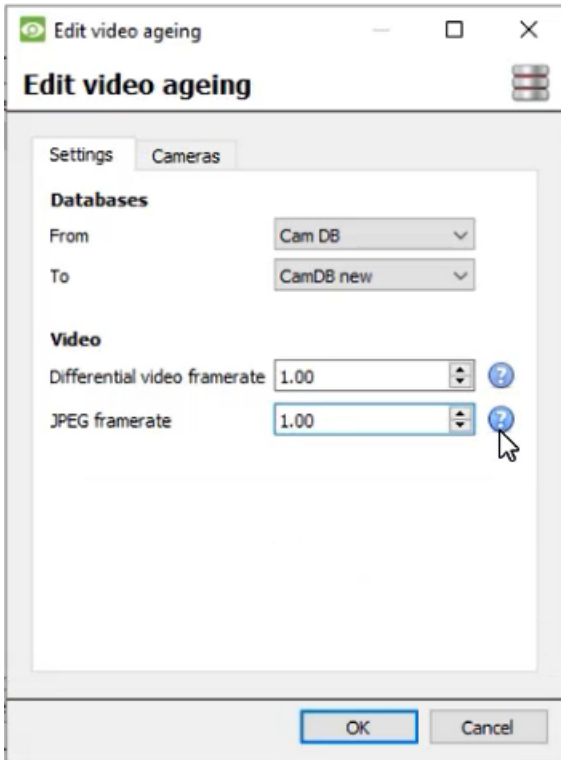 Edit video ageing
Edit video ageing
Settings Cameras
Databases
From Cam DB
To CamDB new
Video
Differential video framerate 1.00 ?
JPEG framerate 1.00 ?
OK Cancel